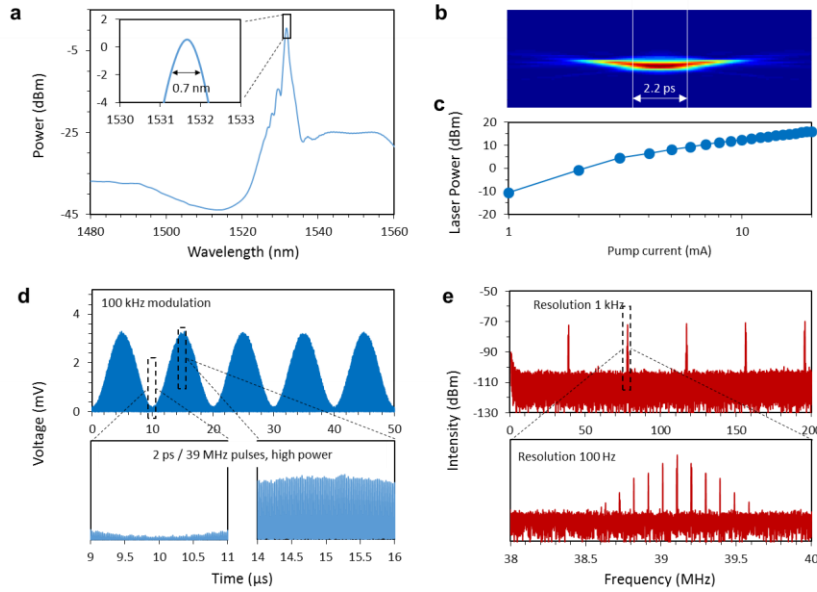 a
2
0
-2
-4
1530 1531 1532 1533
0.7 nm
-5
-25
-45
Power (dBm)
1480 1500 1520 1540 1560
Wavelength (nm)
b
2.2 ps
c
20
10
0
-10
-20
Laser Power (dBm)
1 10
Pump current (mA)
d
100 kHz modulation
4
2
0
0 10 20 30 40 50
Voltage (mV)
2 ps / 39 MHz pulses, high power
9 9.5 10 10.5 11 14 14.5 15 15.5 16
Time (µs)
e
-50
-70
-90
-110
-130
Resolution 1 kHz
0 50 100 150 200
Intensity (dBm)
Resolution 100 Hz
38 38.5 39 39.5 40
Frequency (MHz)